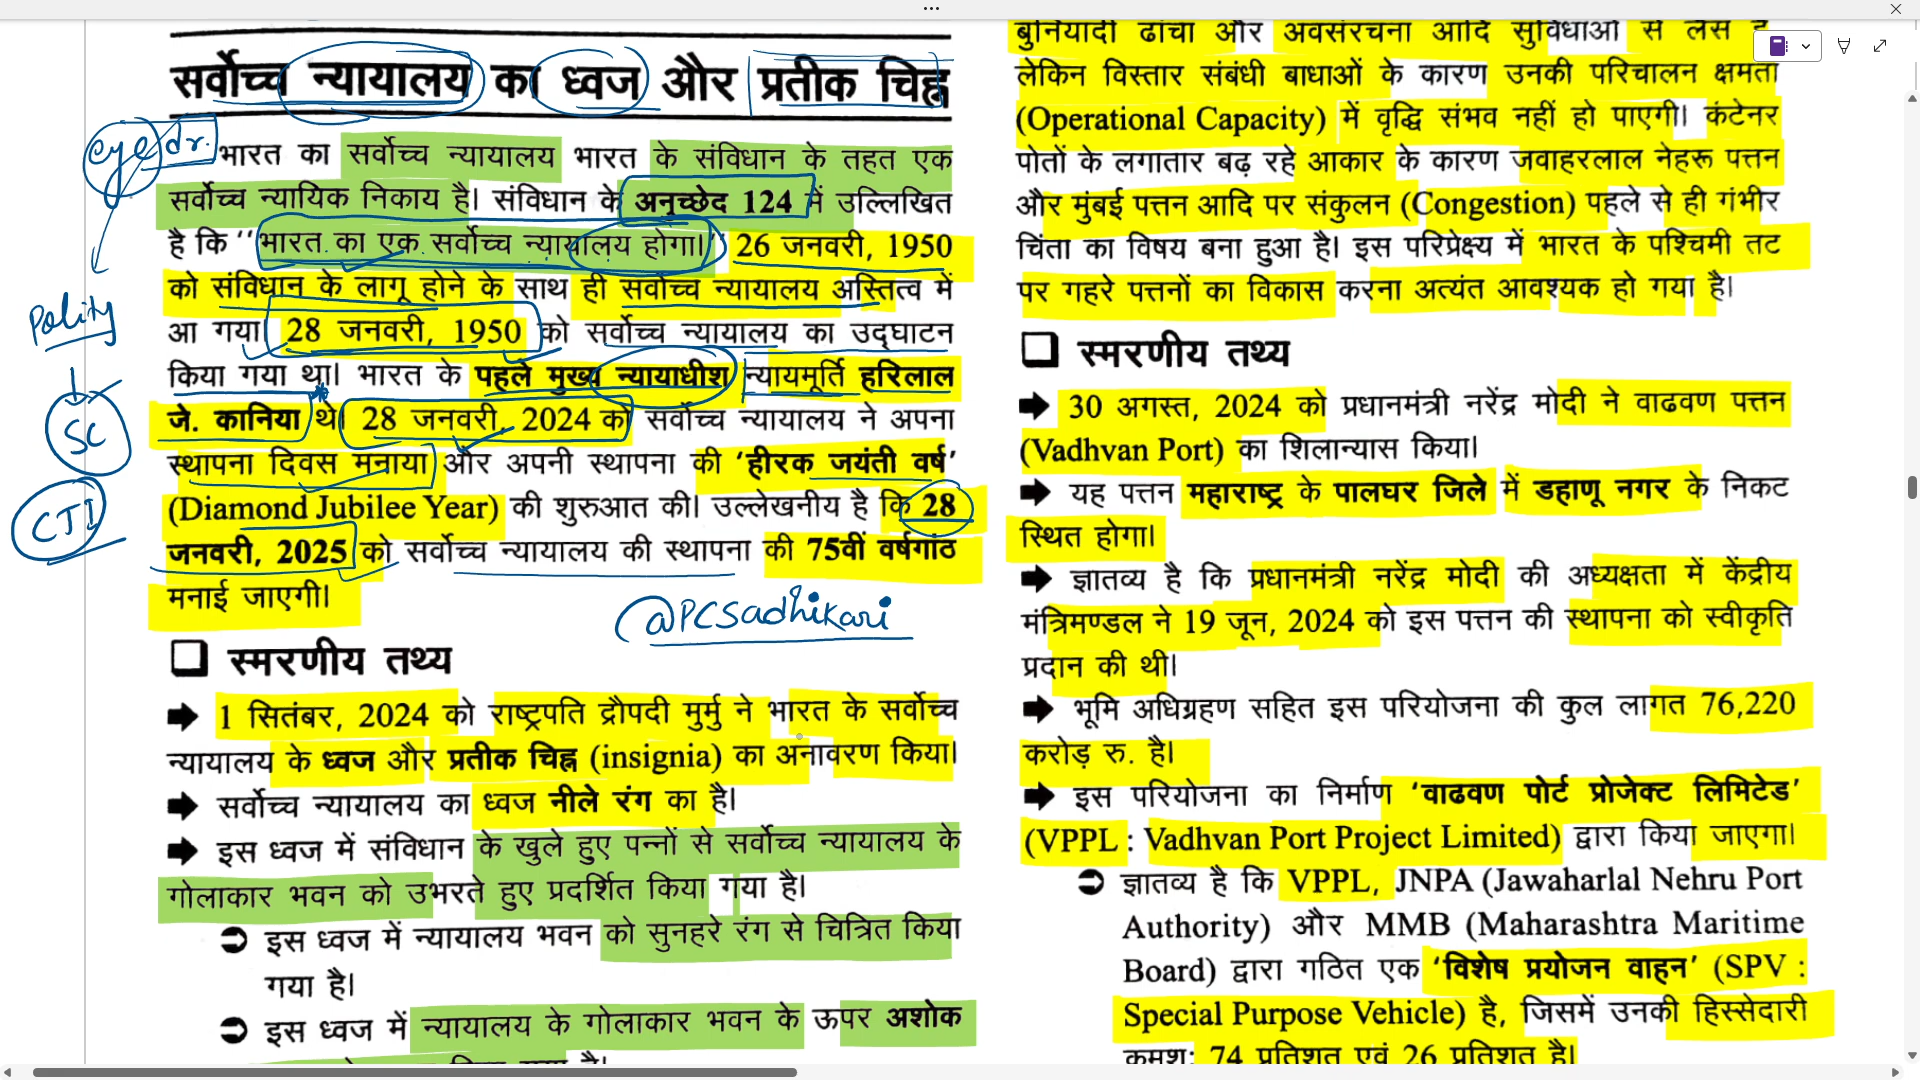 सर्वोच्च न्यायालय का ध्वज और प्रतीक चिह्न
eye dr.
भारत का सर्वोच्च न्यायालय भारत के संविधान के तहत एक
सर्वोच्च न्यायिक निकाय है। संविधान के अनुच्छेद 124 में उल्लिखित
है कि ''भारत का एक सर्वोच्च न्यायालय होगा।'' 26 जनवरी, 1950
को संविधान के लागू होने के साथ ही सर्वोच्च न्यायालय अस्तित्व में
Polity
आ गया। 28 जनवरी, 1950 को सर्वोच्च न्यायालय का उद्घाटन
किया गया था। भारत के पहले मुख्य न्यायाधीश न्यायमूर्ति हरिलाल
जे. कानिया थे। 28 जनवरी, 2024 को सर्वोच्च न्यायालय ने अपना
SC
स्थापना दिवस मनाया और अपनी स्थापना की 'हीरक जयंती वर्ष'
(Diamond Jubilee Year) की शुरुआत की। उल्लेखनीय है कि 28
CJI
जनवरी, 2025 को सर्वोच्च न्यायालय की स्थापना की 75वीं वर्षगांठ
मनाई जाएगी।
@PCSadhikari
स्मरणीय तथ्य
1 सितंबर, 2024 को राष्ट्रपति द्रौपदी मुर्मु ने भारत के सर्वोच्च
न्यायालय के ध्वज और प्रतीक चिह्न (insignia) का अनावरण किया।
सर्वोच्च न्यायालय का ध्वज नीले रंग का है।
इस ध्वज में संविधान के खुले हुए पन्नों से सर्वोच्च न्यायालय के
गोलाकार भवन को उभरते हुए प्रदर्शित किया गया है।
इस ध्वज में न्यायालय भवन को सुनहरे रंग से चित्रित किया
गया है।
इस ध्वज में न्यायालय के गोलाकार भवन के ऊपर अशोक
बुनियादी ढांचा और अवसंरचना आदि सुविधाओं से लैस है
लेकिन विस्तार संबंधी बाधाओं के कारण उनकी परिचालन क्षमता
(Operational Capacity) में वृद्धि संभव नहीं हो पाएगी। कंटेनर
पोतों के लगातार बढ़ रहे आकार के कारण जवाहरलाल नेहरू पत्तन
और मुंबई पत्तन आदि पर संकुलन (Congestion) पहले से ही गंभीर
चिंता का विषय बना हुआ है। इस परिप्रेक्ष्य में भारत के पश्चिमी तट
पर गहरे पत्तनों का विकास करना अत्यंत आवश्यक हो गया है।
स्मरणीय तथ्य
30 अगस्त, 2024 को प्रधानमंत्री नरेंद्र मोदी ने वाढवण पत्तन
(Vadhvan Port) का शिलान्यास किया।
यह पत्तन महाराष्ट्र के पालघर जिले में डहाणू नगर के निकट
स्थित होगा।
ज्ञातव्य है कि प्रधानमंत्री नरेंद्र मोदी की अध्यक्षता में केंद्रीय
मंत्रिमण्डल ने 19 जून, 2024 को इस पत्तन की स्थापना को स्वीकृति
प्रदान की थी।
भूमि अधिग्रहण सहित इस परियोजना की कुल लागत 76,220
करोड़ रु. है।
इस परियोजना का निर्माण 'वाढवण पोर्ट प्रोजेक्ट लिमिटेड'
(VPPL : Vadhvan Port Project Limited) द्वारा किया जाएगा।
ज्ञातव्य है कि VPPL, JNPA (Jawaharlal Nehru Port
Authority) और MMB (Maharashtra Maritime
Board) द्वारा गठित एक 'विशेष प्रयोजन वाहन' (SPV :
Special Purpose Vehicle) है, जिसमें उनकी हिस्सेदारी
क्रमश: 74 प्रतिशत एवं 26 प्रतिशत है।